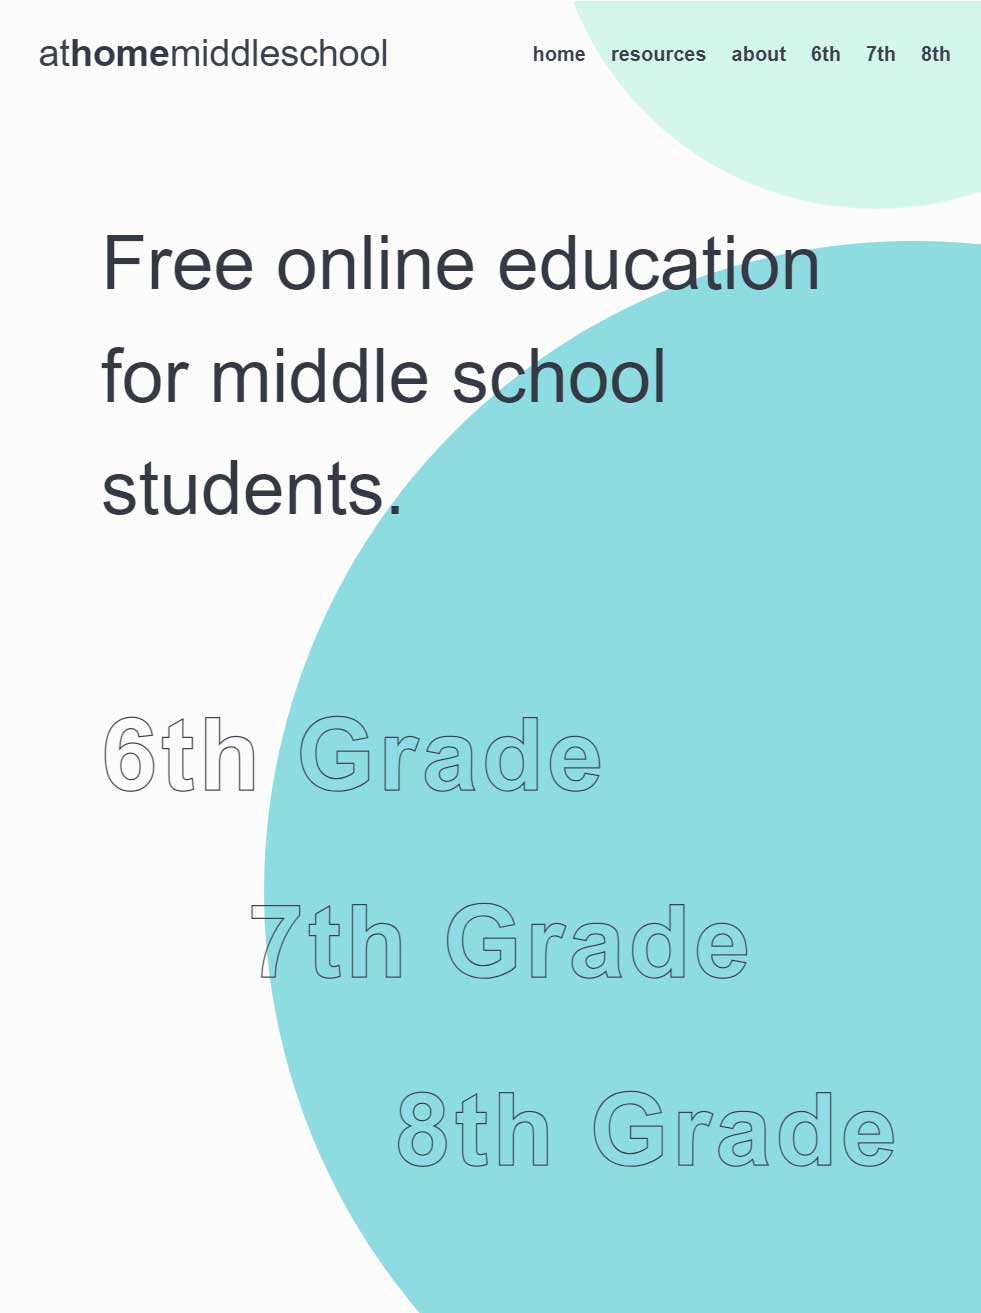 athomemiddleschool
home resources about 6th 7th 8th
Free online education
for middle school
students.
6th Grade
7th Grade
8th Grade